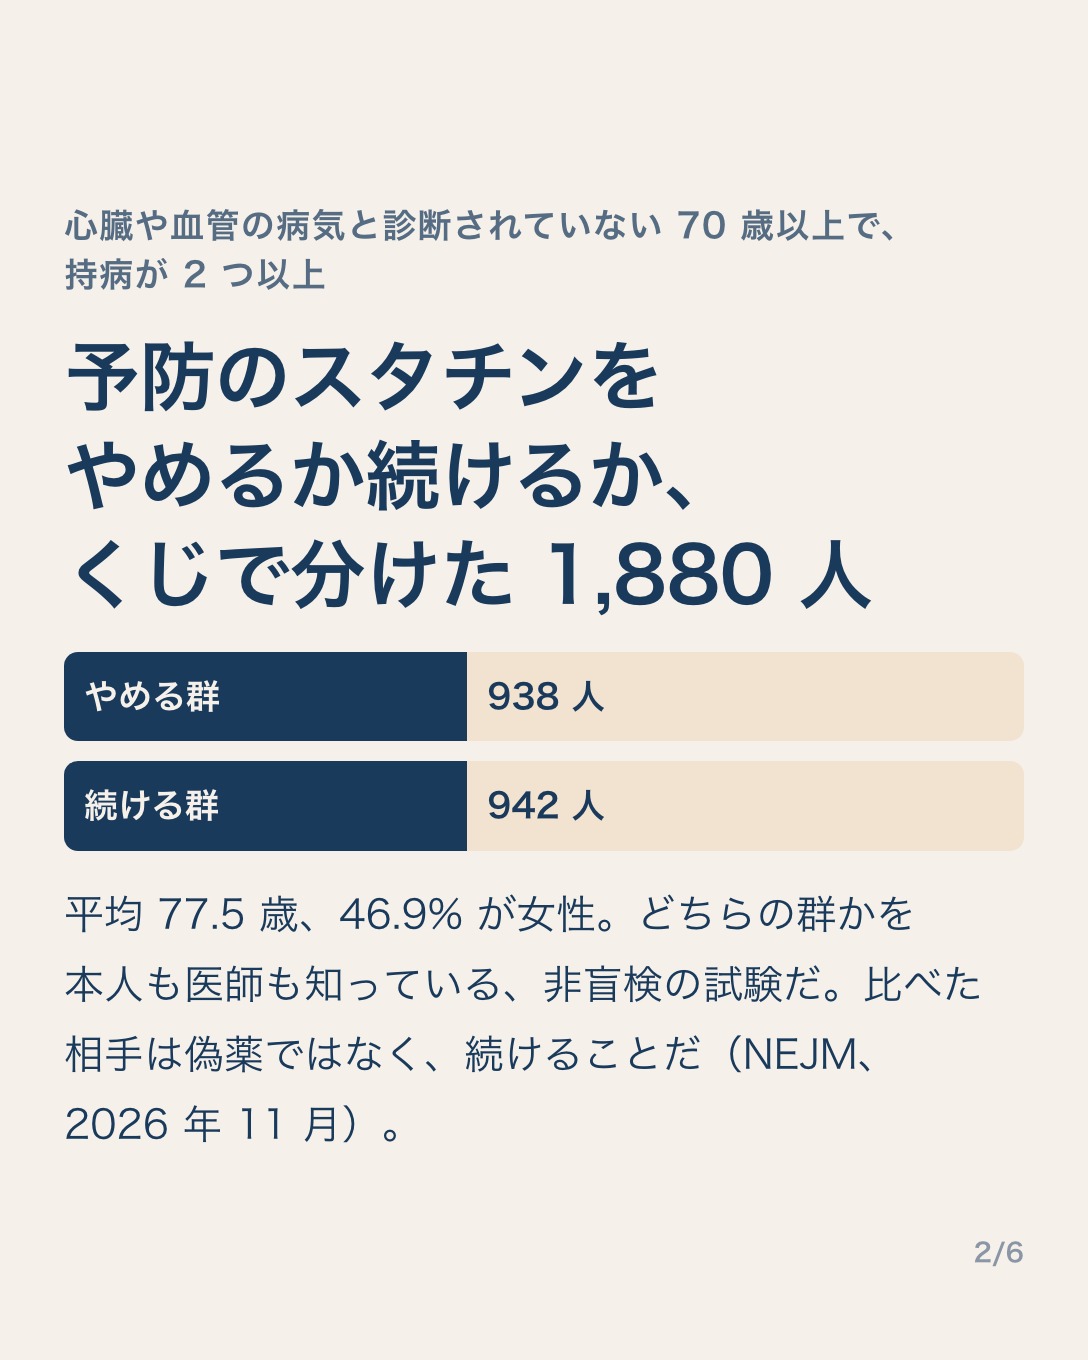 心臓や血管の病気と診断されていない 70 歳以上で、
持病が 2 つ以上
予防のスタチンを
やめるか続けるか、
くじで分けた 1,880 人
やめる群 938 人
続ける群 942 人
平均 77.5 歳、46.9% が女性。どちらの群かを
本人も医師も知っている、非盲検の試験だ。比べた
相手は偽薬ではなく、続けることだ（NEJM、
2026 年 11 月）。
2/6